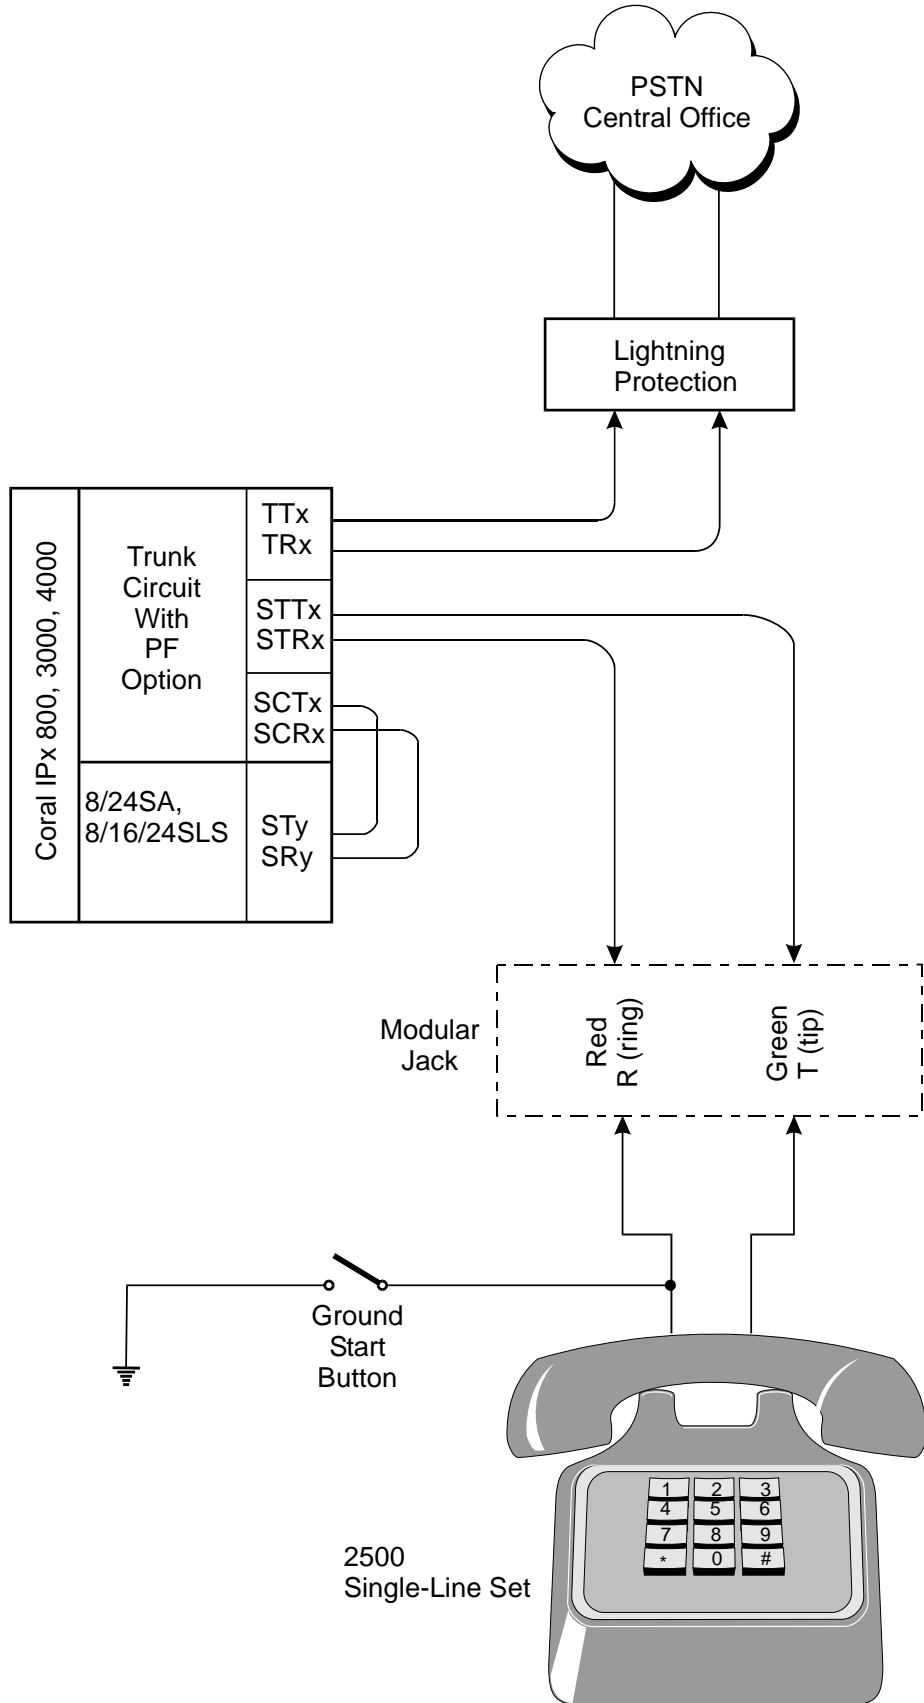 PSTN
Central Office
Lightning
Protection
Coral IPx 800, 3000, 4000
Trunk
Circuit
With
PF
Option
TTx
TRx
STTx
STRx
SCTx
SCRx
8/24SA,
8/16/24SLS
STy
SRy
Modular
Jack
Red
R (ring)
Green
T (tip)
Ground
Start
Button
2500
Single-Line Set
1 2 3
4 5 6
7 8 9
* 0 #